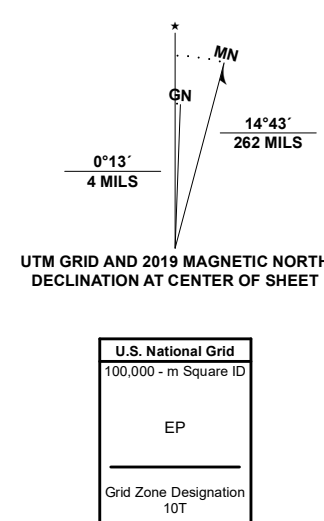 ★
MN
GN
14°43´
262 MILS
0°13´
4 MILS
UTM GRID AND 2019 MAGNETIC NORTH
DECLINATION AT CENTER OF SHEET
U.S. National Grid
100,000 - m Square ID
EP
Grid Zone Designation
10T